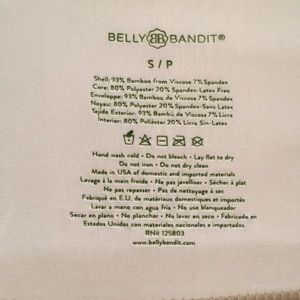 BELLY BANDIT®
S / P
Shell: 93% Bamboo from Viscose 7% Spandex
Core: 80% Polyester 20% Spandex-Latex Free
Enveloppe: 93% Bambou de Viscose 7% Spandex
Noyau: 80% Polyester 20% Spandex-Sans Latex
Tejido Exterior: 93% Bambú de Viscosa 7% Licra
Interior: 80% Poliéster 20% Licra Sin-Latex
Hand wash cold • Do not bleach • Lay flat to dry
Do not iron • Do not dry clean
Made in USA of domestic and imported materials
Lavage à la main froide • Ne pas javelliser • Sécher à plat
Ne pas repasser • Pas de nettoyage à sec
Fabriqué en E.U. de matériaux domestiques et importés
Lavar a mano con agua fría • No use blanqueador
Secar en plano • No planchar • No lavar en seco • Fabricado en
Estados Unidos con materiales nacionales e importados
RN# 125803
www.bellybandit.com